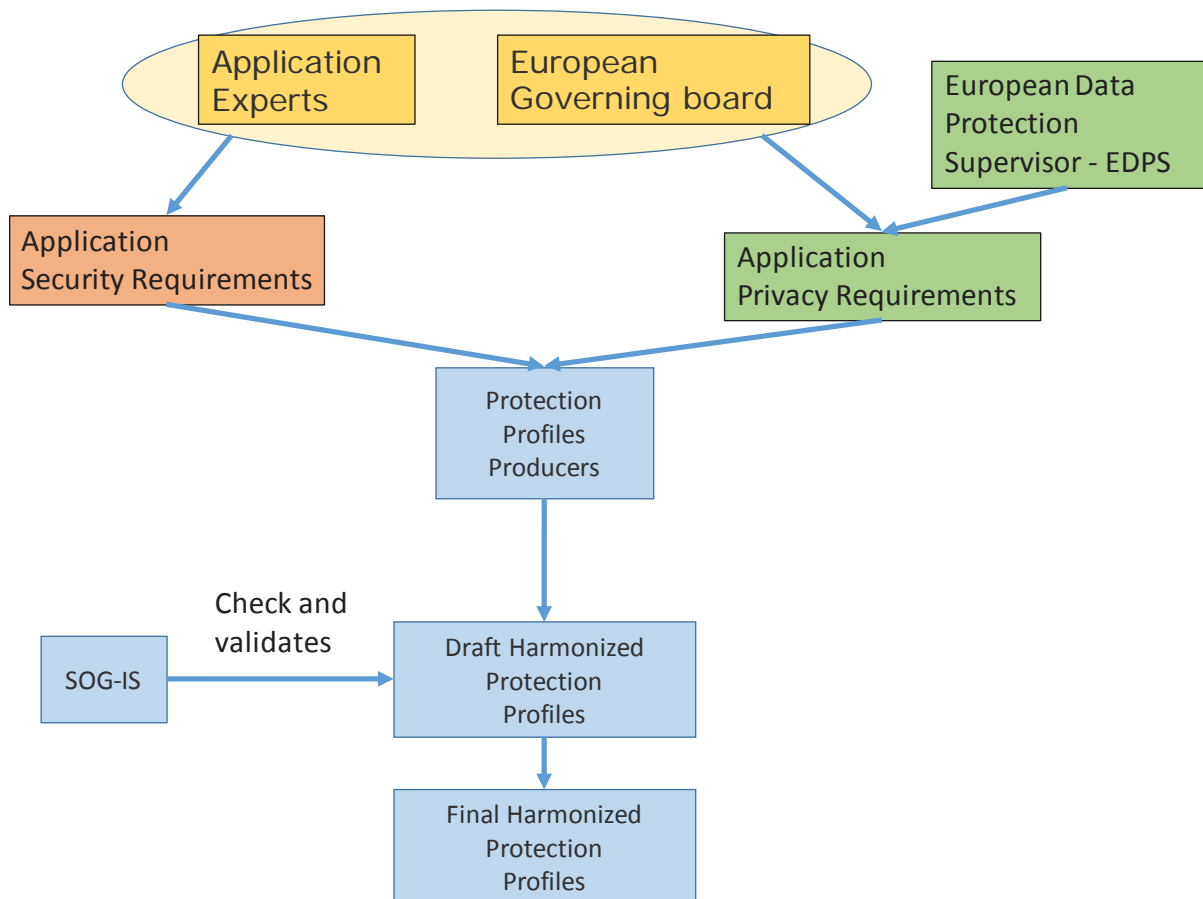 Application
Experts
European
Governing board
European Data
Protection
Supervisor - EDPS
Application
Security Requirements
Application
Privacy Requirements
Protection
Profiles
Producers
Check and
validates
SOG-IS
Draft Harmonized
Protection
Profiles
Final Harmonized
Protection
Profiles